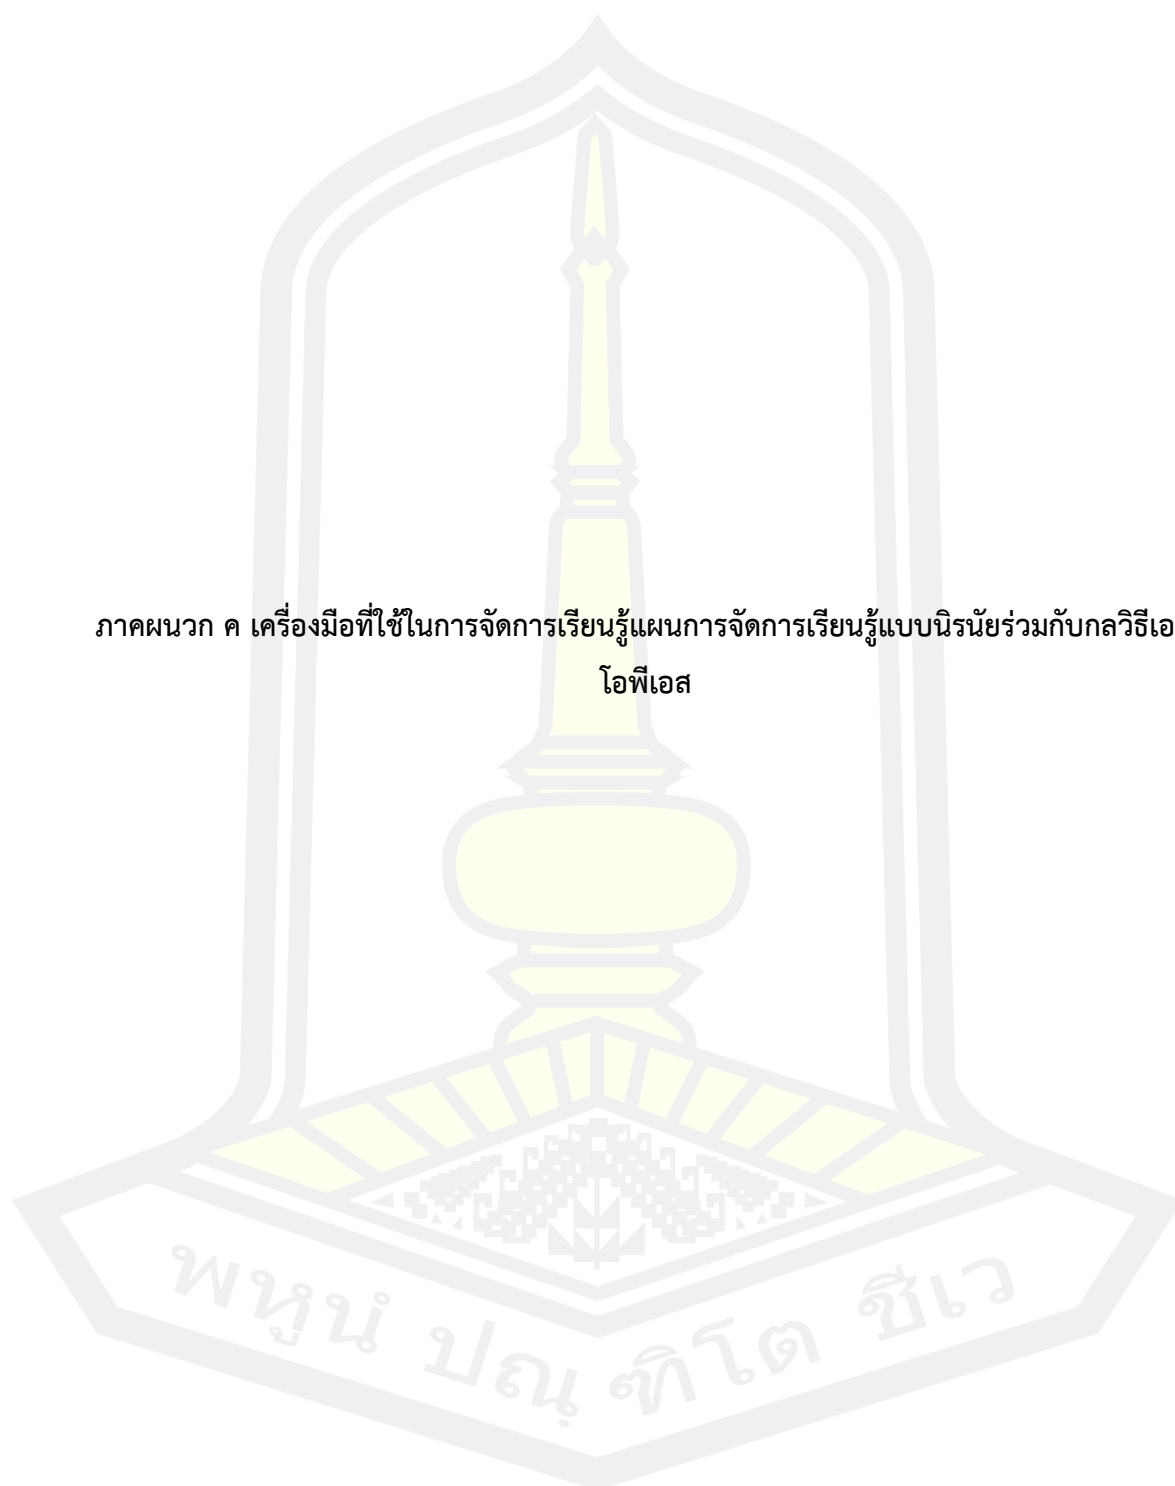 ภาคผนวก ค เครื่องมือที่ใช้ในการจัดการเรียนรู้แผนการจัดการเรียนรู้แบบนิรนัยร่วมกับกลวิธีเอ
โอพีเอส
พหูนํ ปณฺฑิโต ชีเว